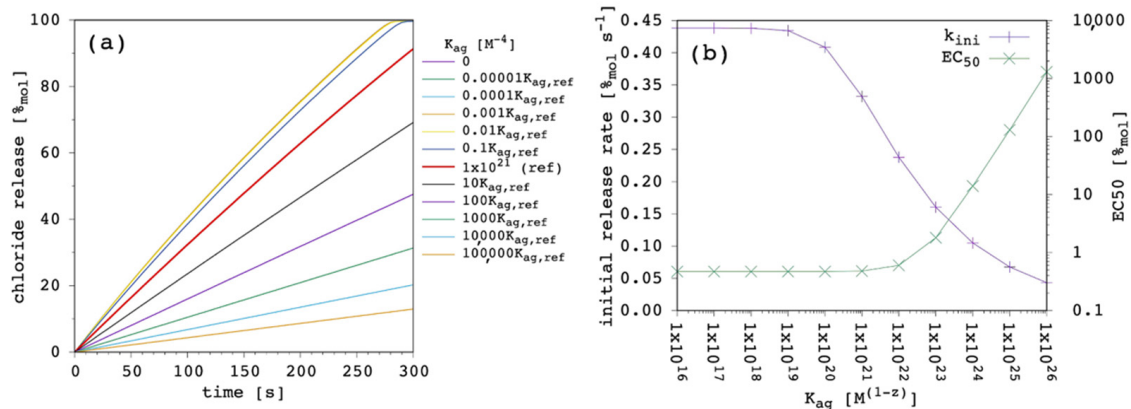 (a)
chloride release [%mol]
100
80
60
40
20
0
0 50 100 150 200 250 300
time [s]
Kag [M-4]
0
0.00001Kag,ref
0.0001Kag,ref
0.001Kag,ref
0.01Kag,ref
0.1Kag,ref
1x10^21 (ref)
10Kag,ref
100Kag,ref
1000Kag,ref
10,000Kag,ref
100,000Kag,ref
(b)
kini
EC50
initial release rate [%mol s-1]
0.45
0.40
0.35
0.30
0.25
0.20
0.15
0.10
0.05
0.00
EC50 [%mol]
10,000
1000
100
10
1
0.1
1x10^16 1x10^17 1x10^18 1x10^19 1x10^20 1x10^21 1x10^22 1x10^23 1x10^24 1x10^25 1x10^26
Kag [M(1-z)]